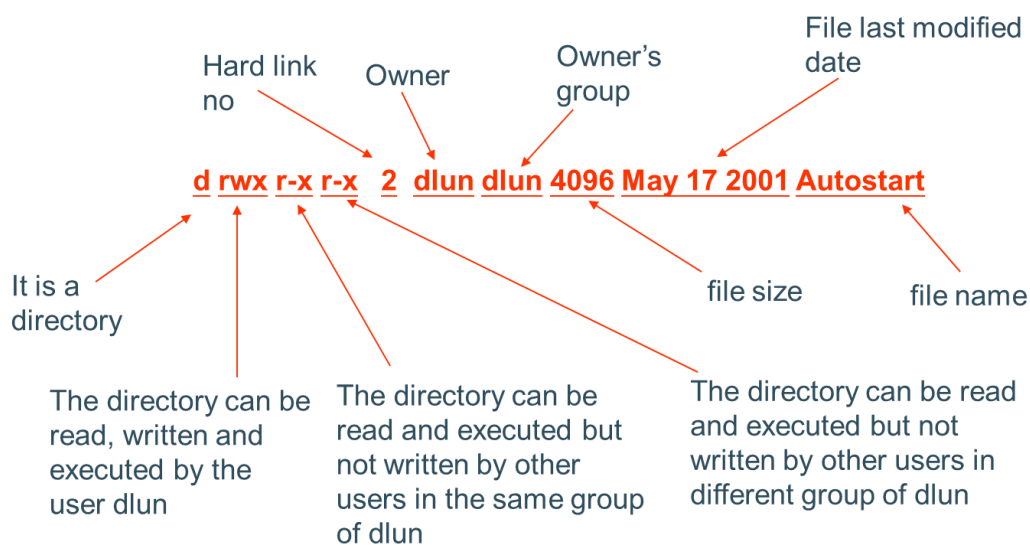 File last modified
date
Hard link
no
Owner
Owner’s
group
d rwx r-x r-x 2 dlun dlun 4096 May 17 2001 Autostart
It is a
directory
file size
file name
The directory can be
read, written and
executed by the
user dlun
The directory can be
read and executed but
not written by other
users in the same group
of dlun
The directory can be read
and executed but not
written by other users in
different group of dlun